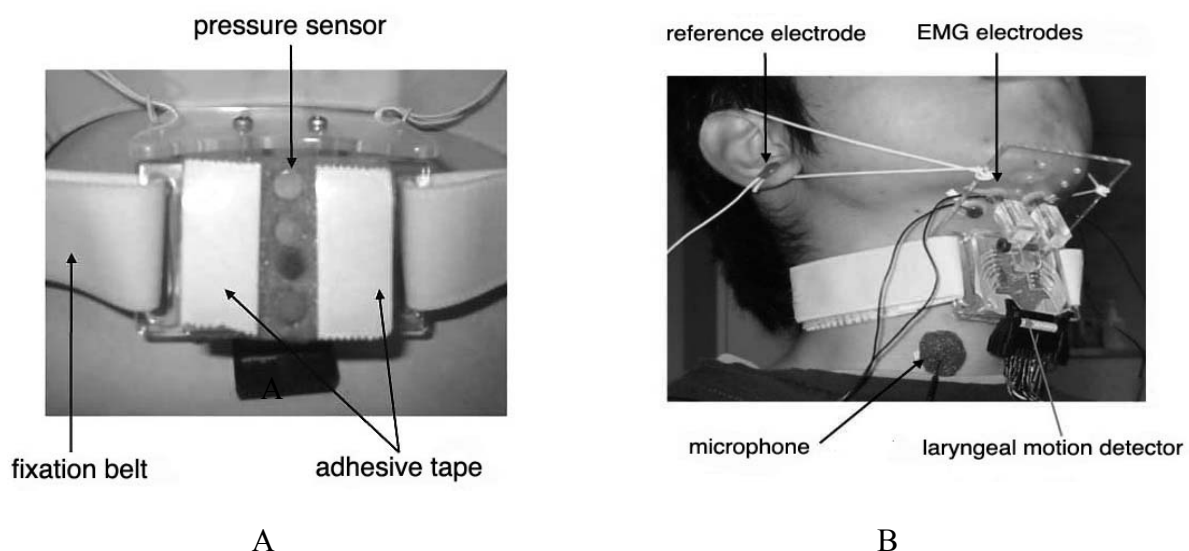 pressure sensor
fixation belt
adhesive tape
A
A
reference electrode
EMG electrodes
microphone
laryngeal motion detector
B